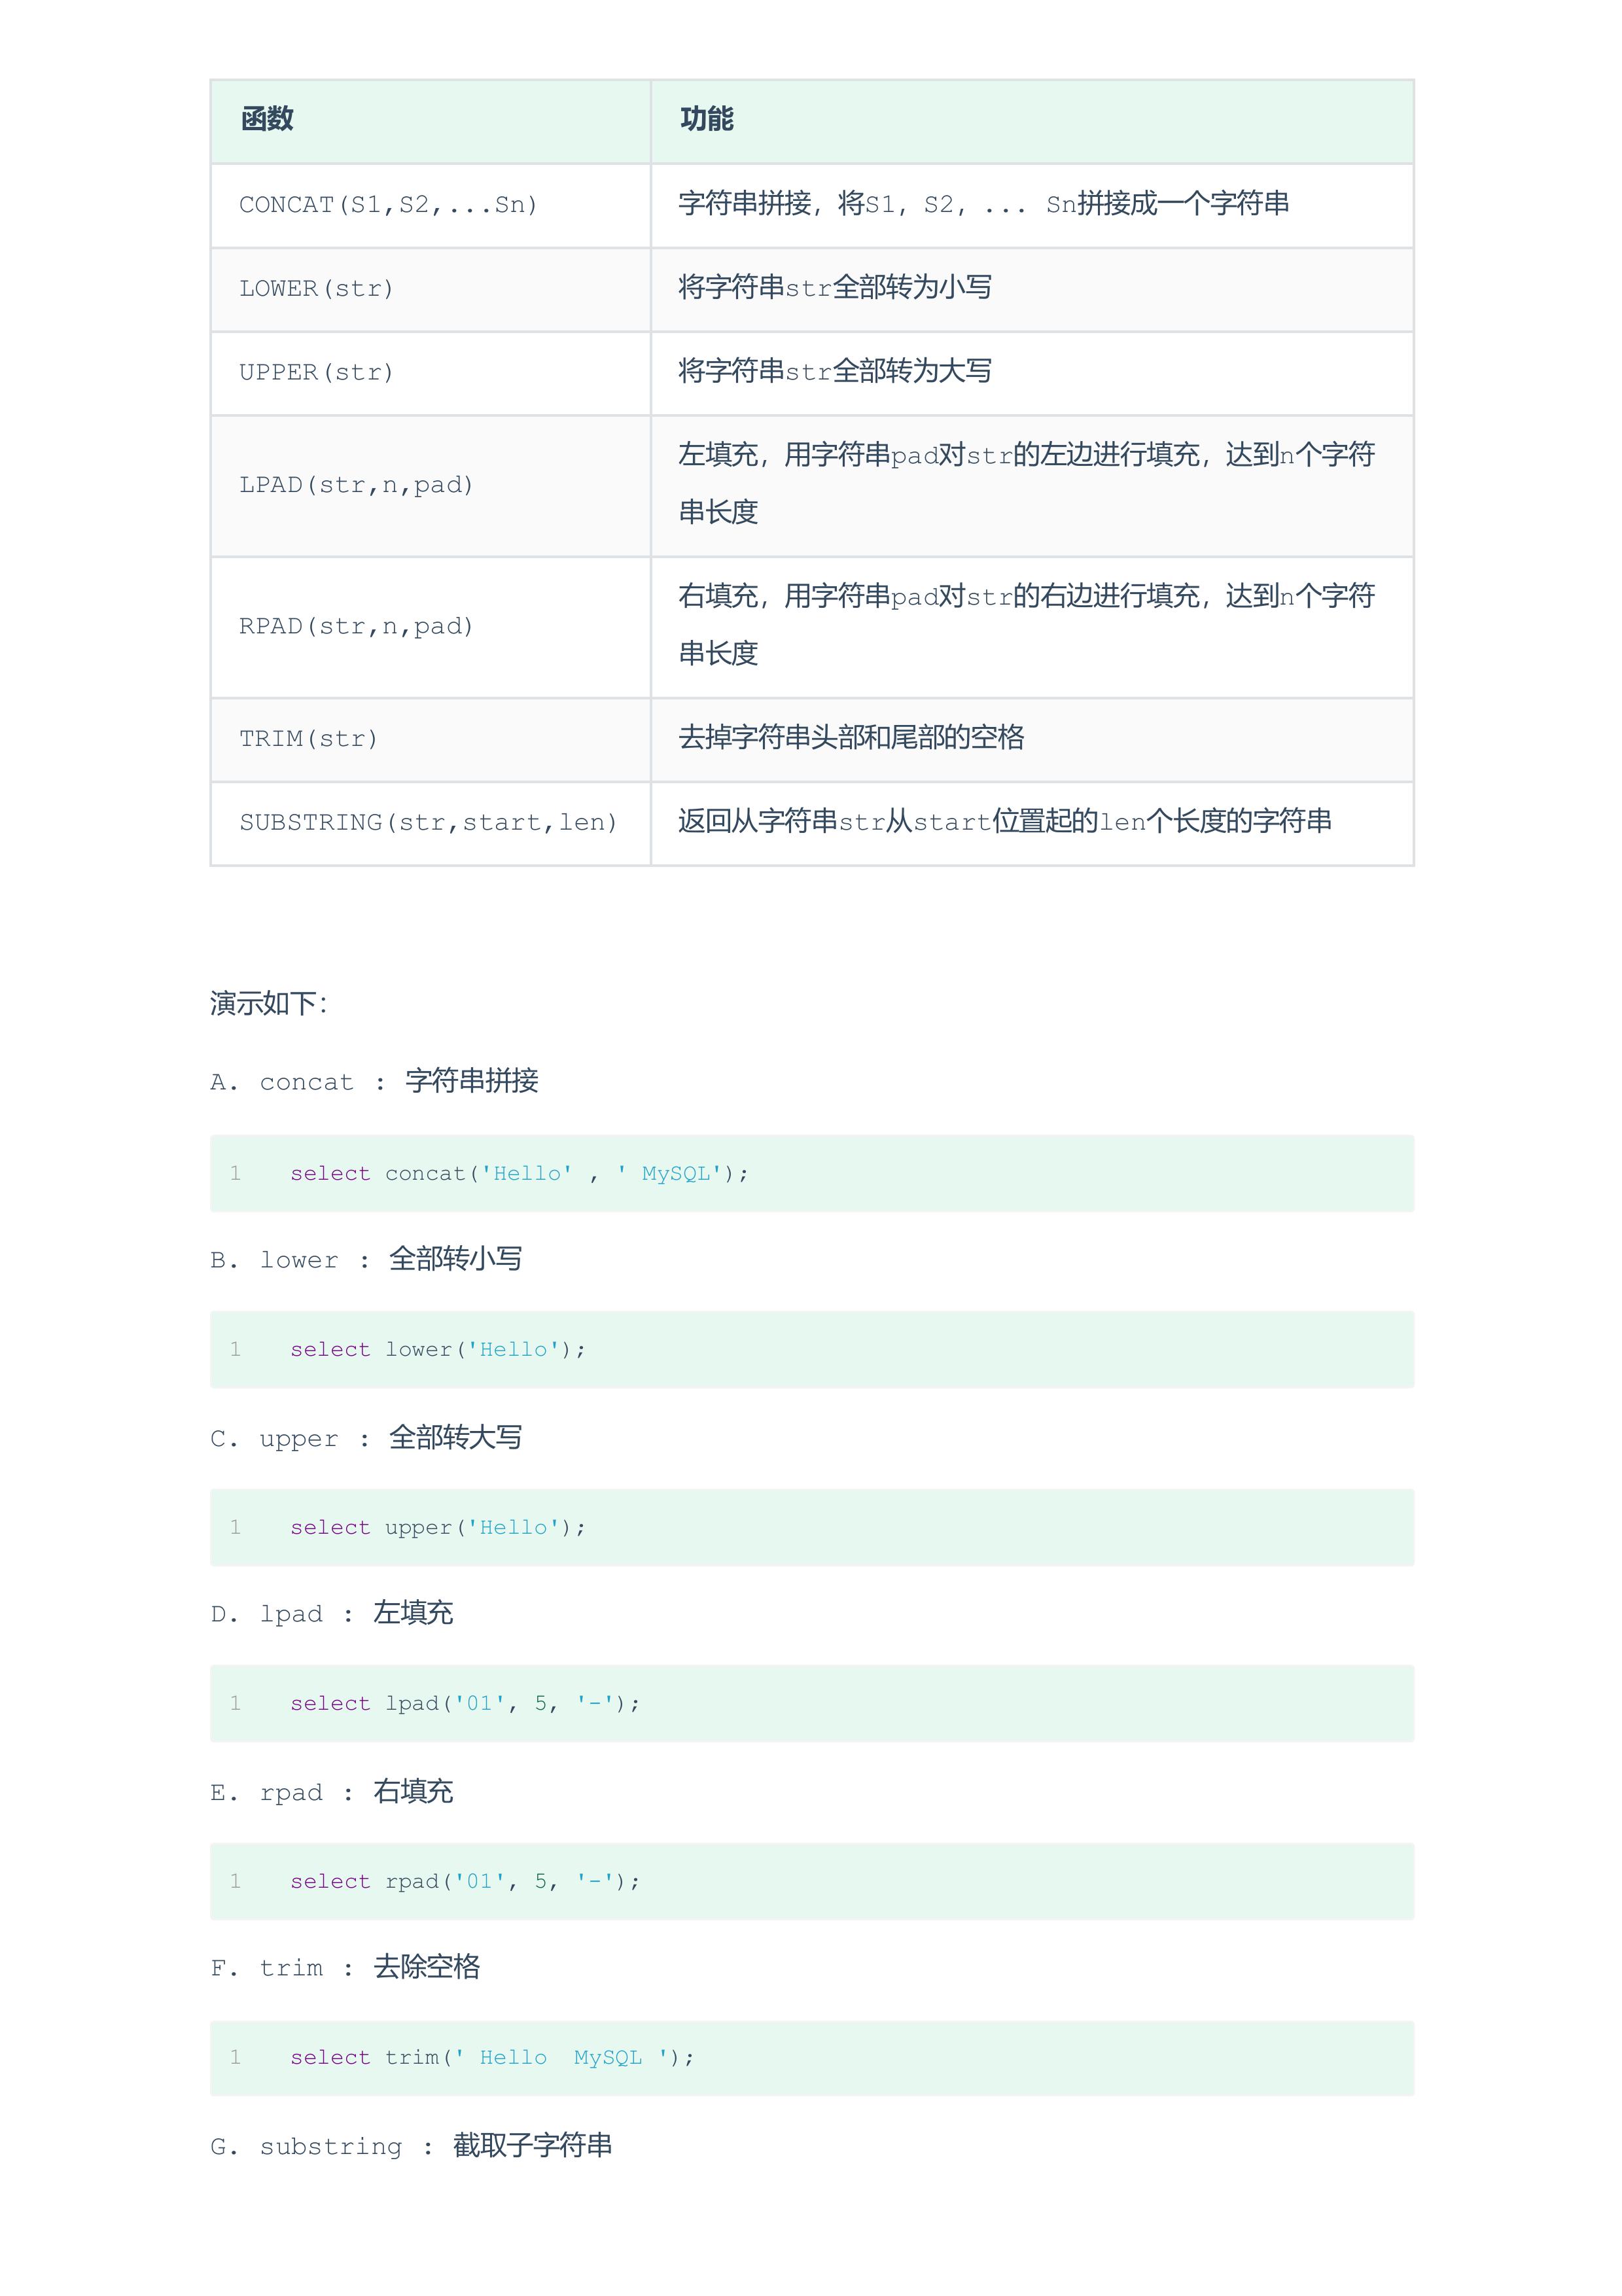 函数 功能
CONCAT(S1,S2,...Sn) 字符串拼接，将S1，S2，... Sn拼接成一个字符串
LOWER(str) 将字符串str全部转为小写
UPPER(str) 将字符串str全部转为大写
LPAD(str,n,pad) 左填充，用字符串pad对str的左边进行填充，达到n个字符
串长度
RPAD(str,n,pad) 右填充，用字符串pad对str的右边进行填充，达到n个字符
串长度
TRIM(str) 去掉字符串头部和尾部的空格
SUBSTRING(str,start,len) 返回从字符串str从start位置起的len个长度的字符串
演示如下：
A. concat : 字符串拼接
1 select concat('Hello' , ' MySQL');
B. lower : 全部转小写
1 select lower('Hello');
C. upper : 全部转大写
1 select upper('Hello');
D. lpad : 左填充
1 select lpad('01', 5, '-');
E. rpad : 右填充
1 select rpad('01', 5, '-');
F. trim : 去除空格
1 select trim(' Hello  MySQL ');
G. substring : 截取子字符串